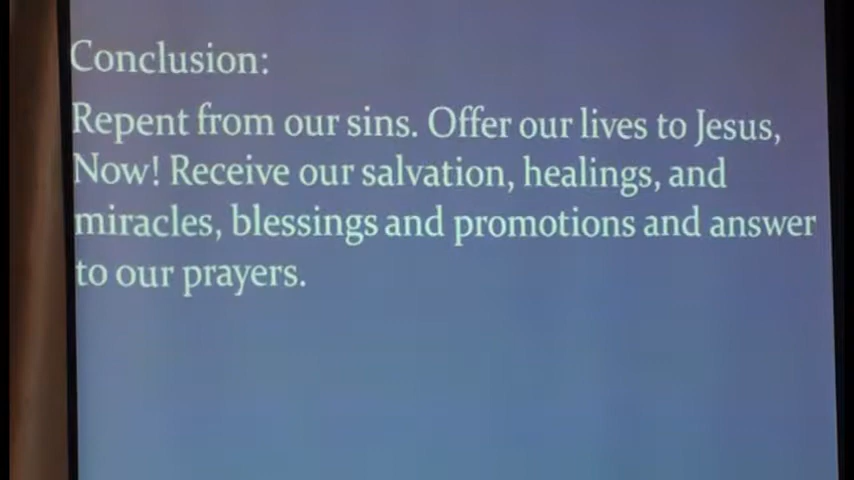 Conclusion:
Repent from our sins. Offer our lives to Jesus,
Now! Receive our salvation, healings, and
miracles, blessings and promotions and answer
to our prayers.